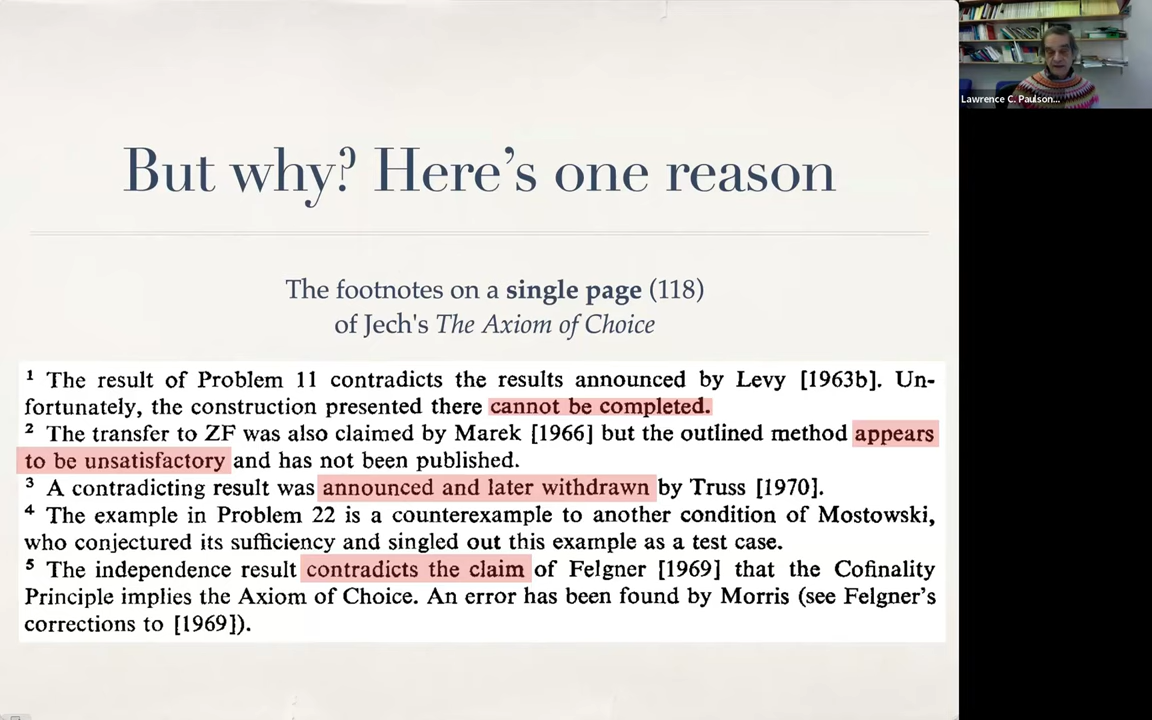 But why? Here's one reason
The footnotes on a single page (118)
of Jech's The Axiom of Choice
¹ The result of Problem 11 contradicts the results announced by Levy [1963b]. Un-
fortunately, the construction presented there cannot be completed.
² The transfer to ZF was also claimed by Marek [1966] but the outlined method appears
to be unsatisfactory and has not been published.
³ A contradicting result was announced and later withdrawn by Truss [1970].
⁴ The example in Problem 22 is a counterexample to another condition of Mostowski,
who conjectured its sufficiency and singled out this example as a test case.
⁵ The independence result contradicts the claim of Felgner [1969] that the Cofinality
Principle implies the Axiom of Choice. An error has been found by Morris (see Felgner's
corrections to [1969]).
Lawrence C. Paulson...